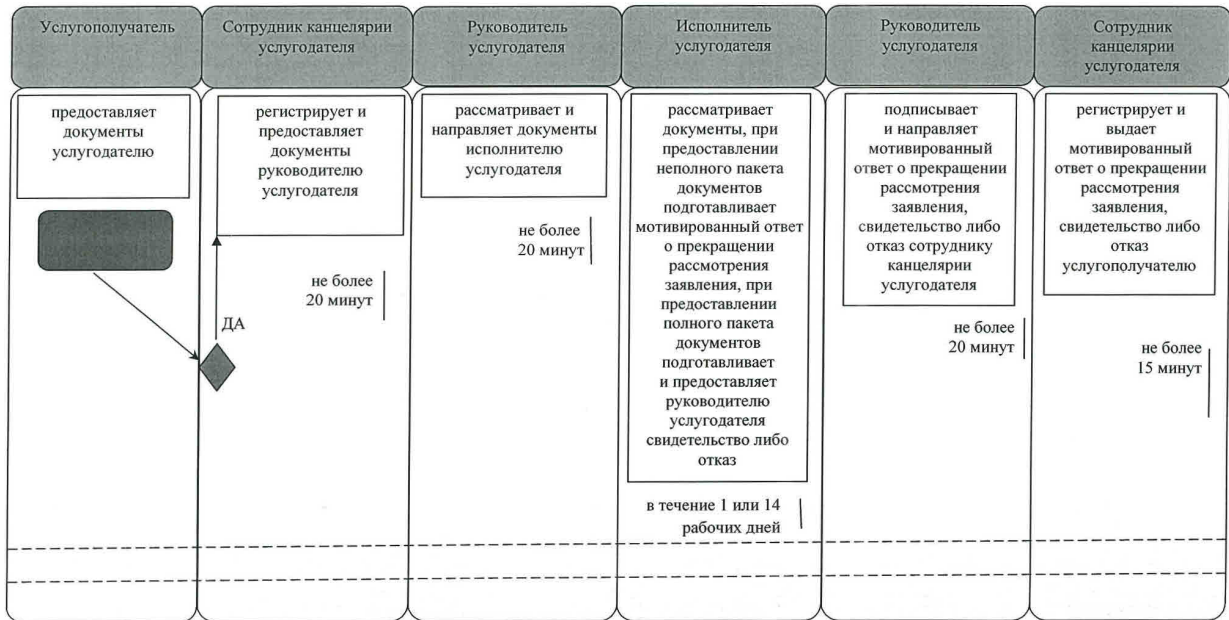 Услугополучатель
Сотрудник канцелярии
услугодателя
Руководитель
услугодателя
Исполнитель
услугодателя
Руководитель
услугодателя
Сотрудник
канцелярии
услугодателя
предоставляет
документы
услугодателю
регистрирует и
предоставляет
документы
руководителю
услугодателя
не более
20 минут
ДА
рассматривает и
направляет документы
исполнителю
услугодателя
не более
20 минут
рассматривает
документы, при
предоставлении
неполного пакета
документов
подготавливает
мотивированный ответ
о прекращении
рассмотрения
заявления, при
предоставлении
полного пакета
документов
подготавливает
и предоставляет
руководителю
услугодателя
свидетельство либо
отказ
в течение 1 или 14
рабочих дней
подписывает
и направляет
мотивированный
ответ о прекращении
рассмотрения
заявления,
свидетельство либо
отказ сотруднику
канцелярии
услугодателя
не более
20 минут
регистрирует и
выдает
мотивированный
ответ о прекращении
рассмотрения
заявления,
свидетельство либо
отказ
услугополучателю
не более
15 минут